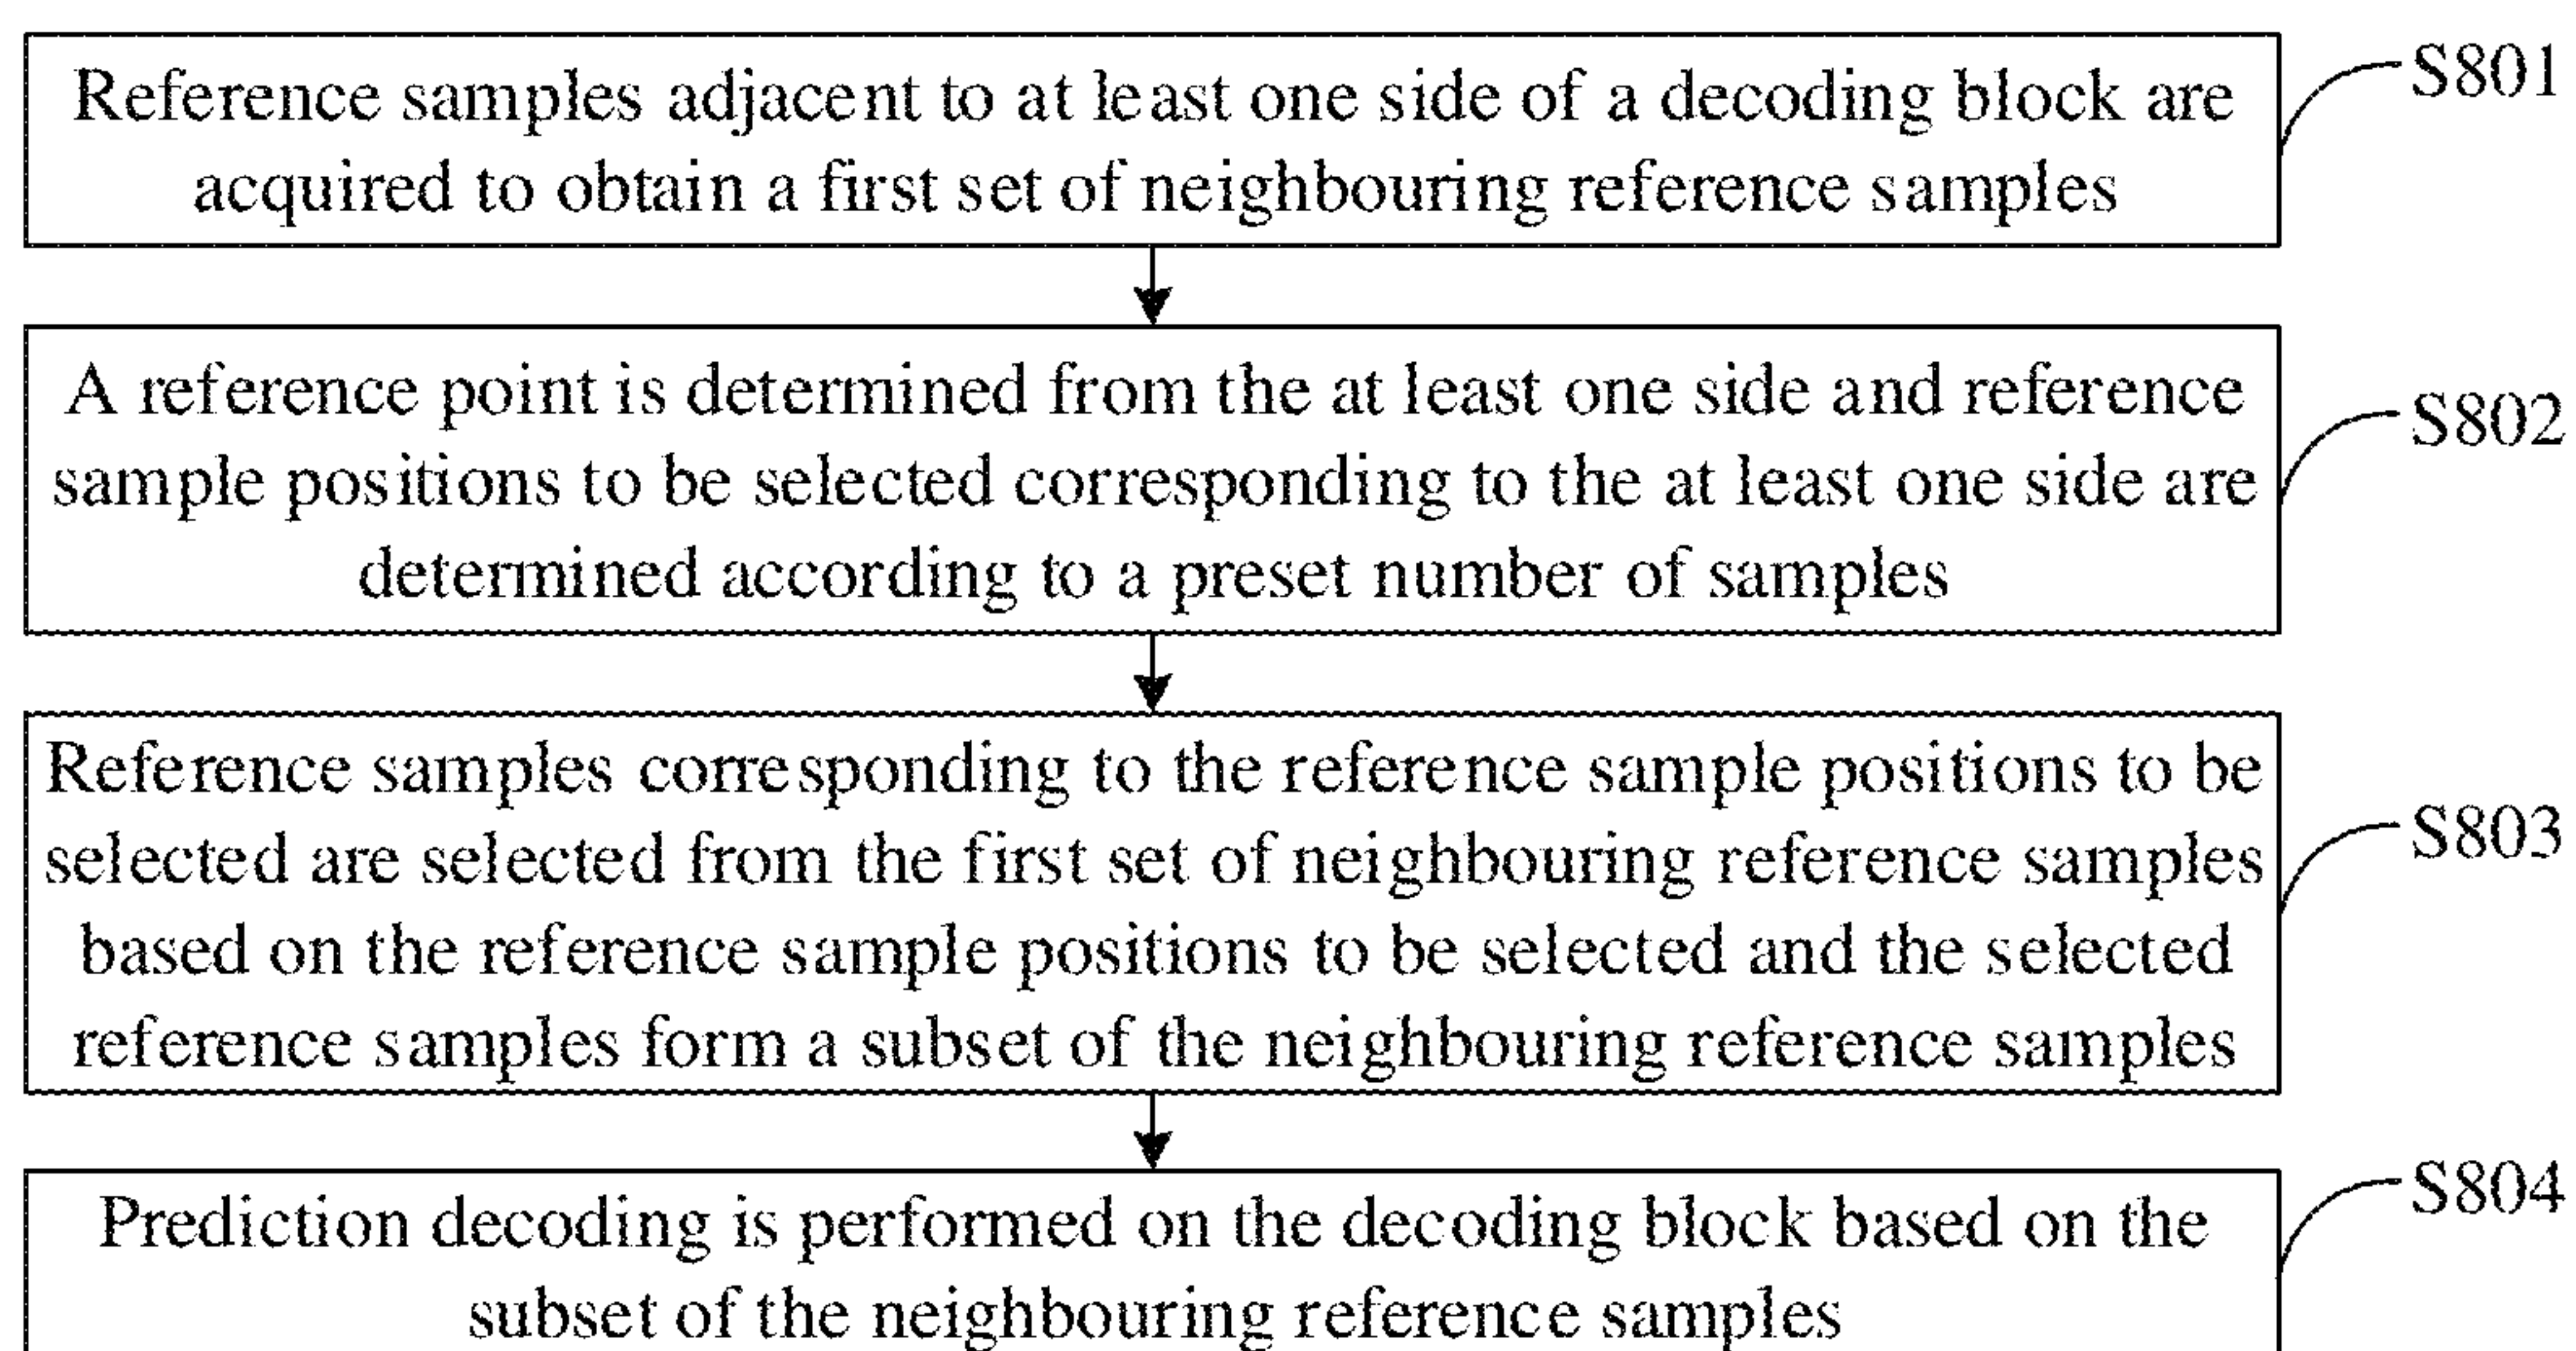 Reference samples adjacent to at least one side of a decoding block are
acquired to obtain a first set of neighbouring reference samples
S801
A reference point is determined from the at least one side and reference
sample positions to be selected corresponding to the at least one side are
determined according to a preset number of samples
S802
Reference samples corresponding to the reference sample positions to be
selected are selected from the first set of neighbouring reference samples
based on the reference sample positions to be selected and the selected
reference samples form a subset of the neighbouring reference samples
S803
Prediction decoding is performed on the decoding block based on the
subset of the neighbouring reference samples
S804